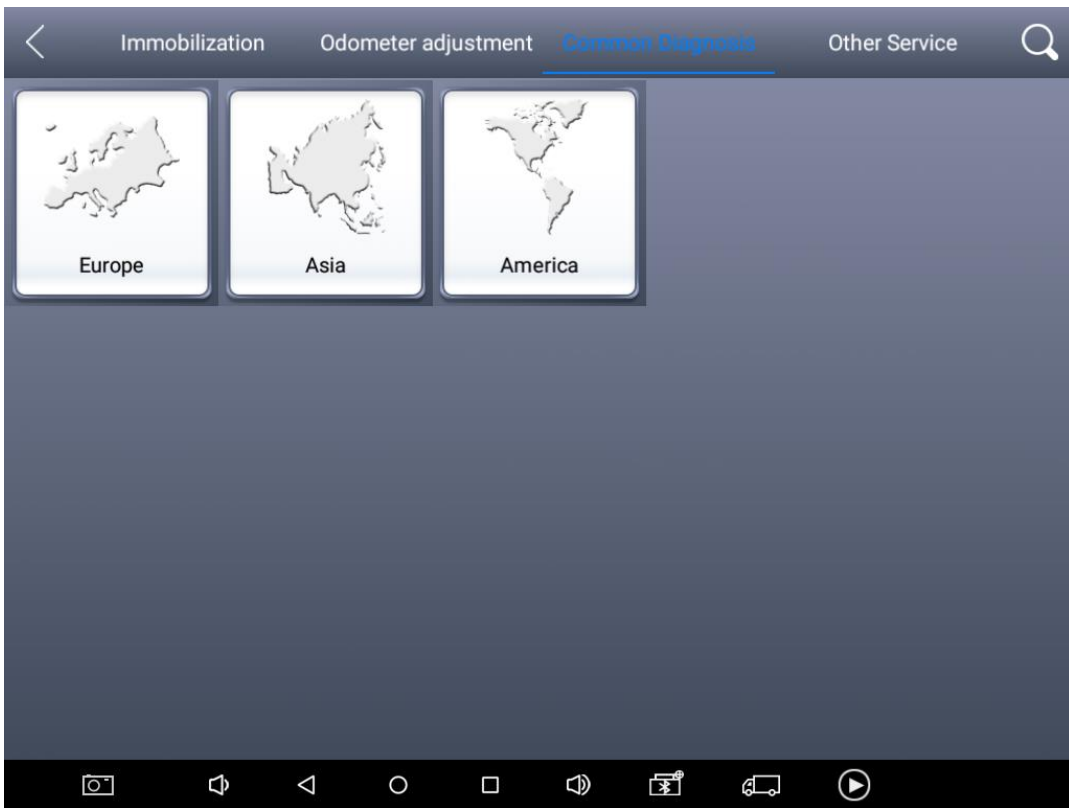 Immobilization Odometer adjustment Common Diagnosis Other Service
Europe Asia America